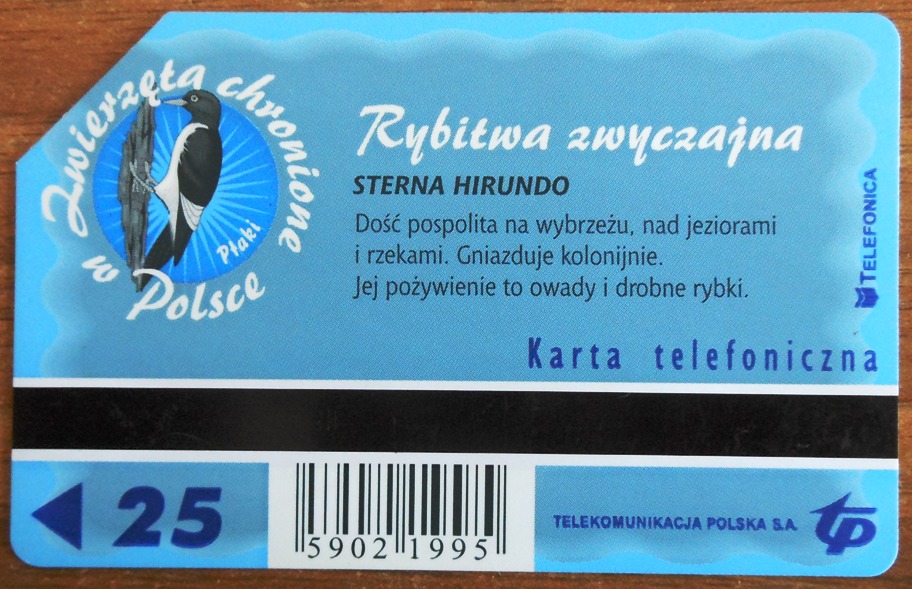 Zwierzęta chronione
w Polsce
Ptaki
Rybitwa zwyczajna
STERNA HIRUNDO
Dość pospolita na wybrzeżu, nad jeziorami
i rzekami. Gniazduje kolonijnie.
Jej pożywienie to owady i drobne rybki.
TELEFONICA
Karta telefoniczna
25
5902 1995
TELEKOMUNIKACJA POLSKA S.A.
tp